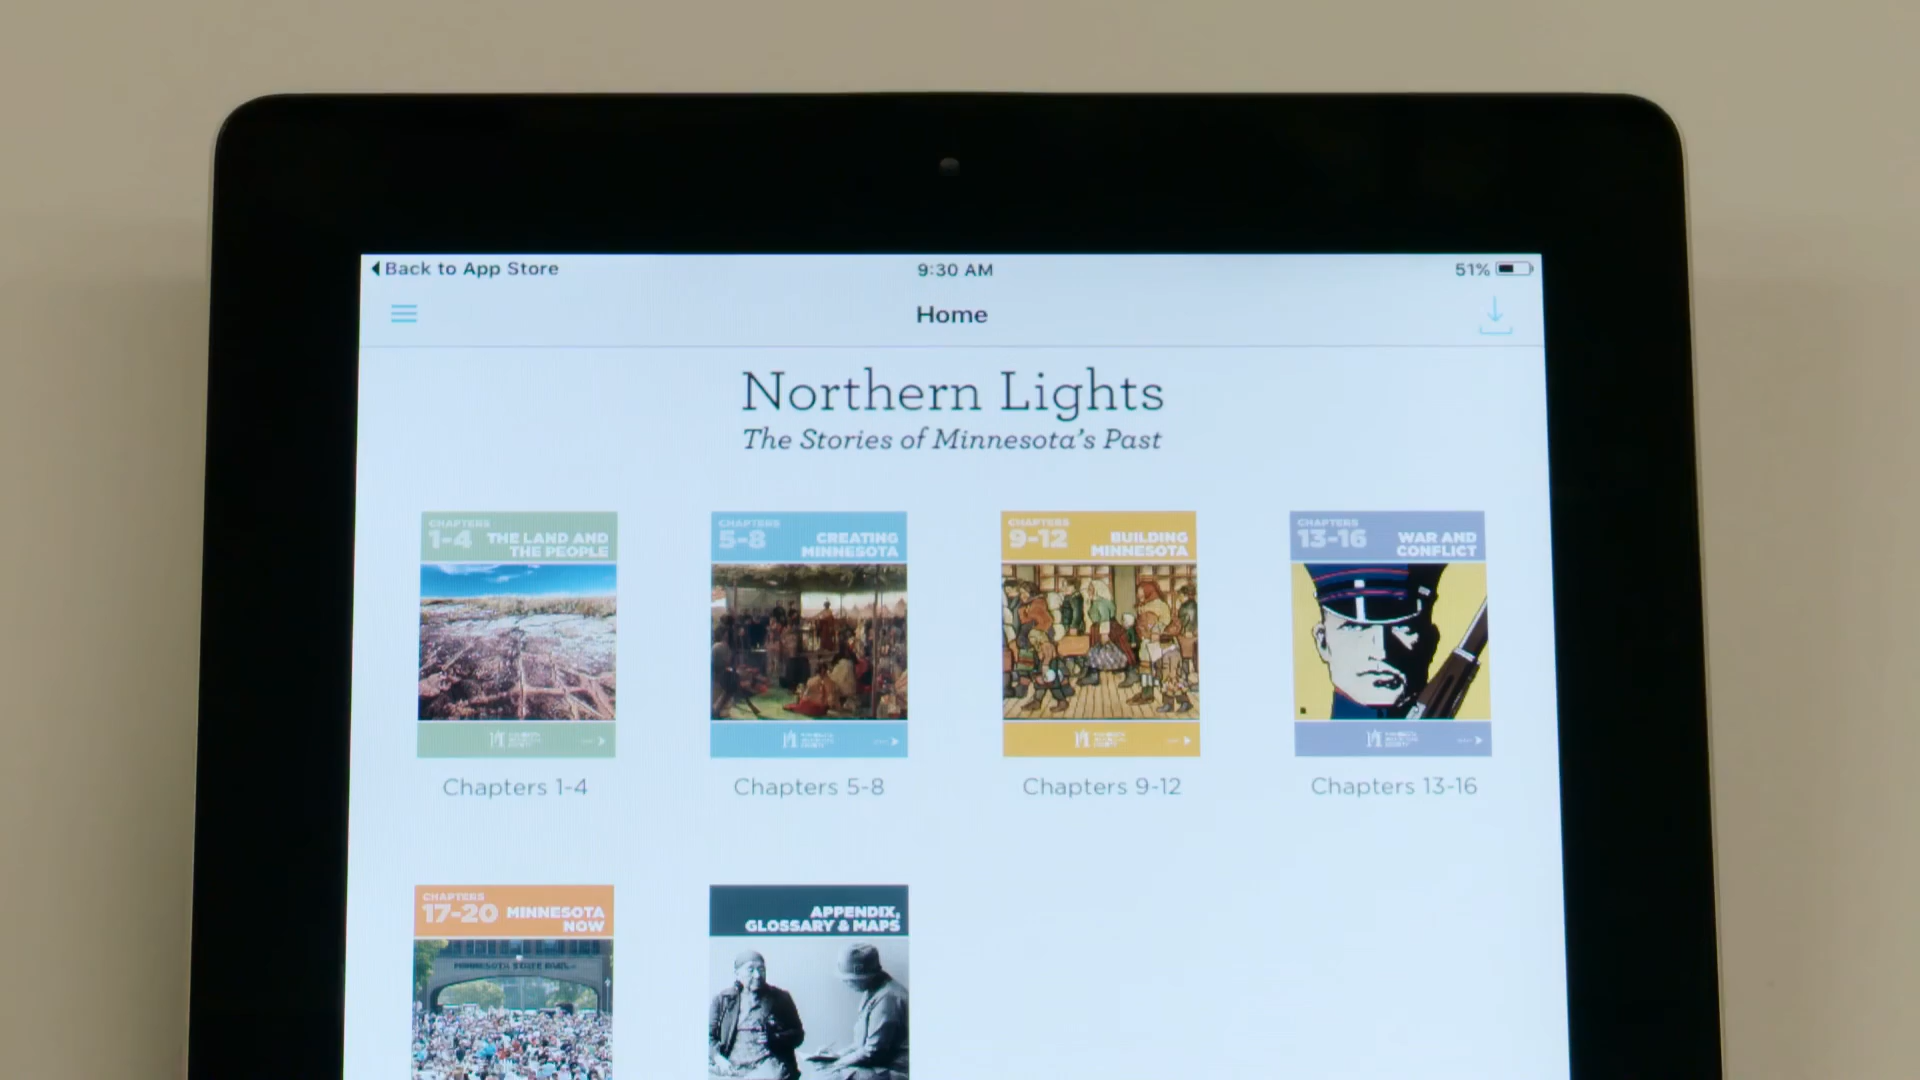 Back to App Store
9:30 AM
51%
Home
Northern Lights
The Stories of Minnesota's Past
CHAPTERS
1-4
THE LAND AND
THE PEOPLE
CHAPTERS
5-8
CREATING
MINNESOTA
CHAPTERS
9-12
BUILDING
MINNESOTA
CHAPTERS
13-16
WAR AND
CONFLICT
Chapters 1-4
Chapters 5-8
Chapters 9-12
Chapters 13-16
CHAPTERS
17-20
MINNESOTA
NOW
APPENDIX,
GLOSSARY & MAPS
MINNESOTA STATE